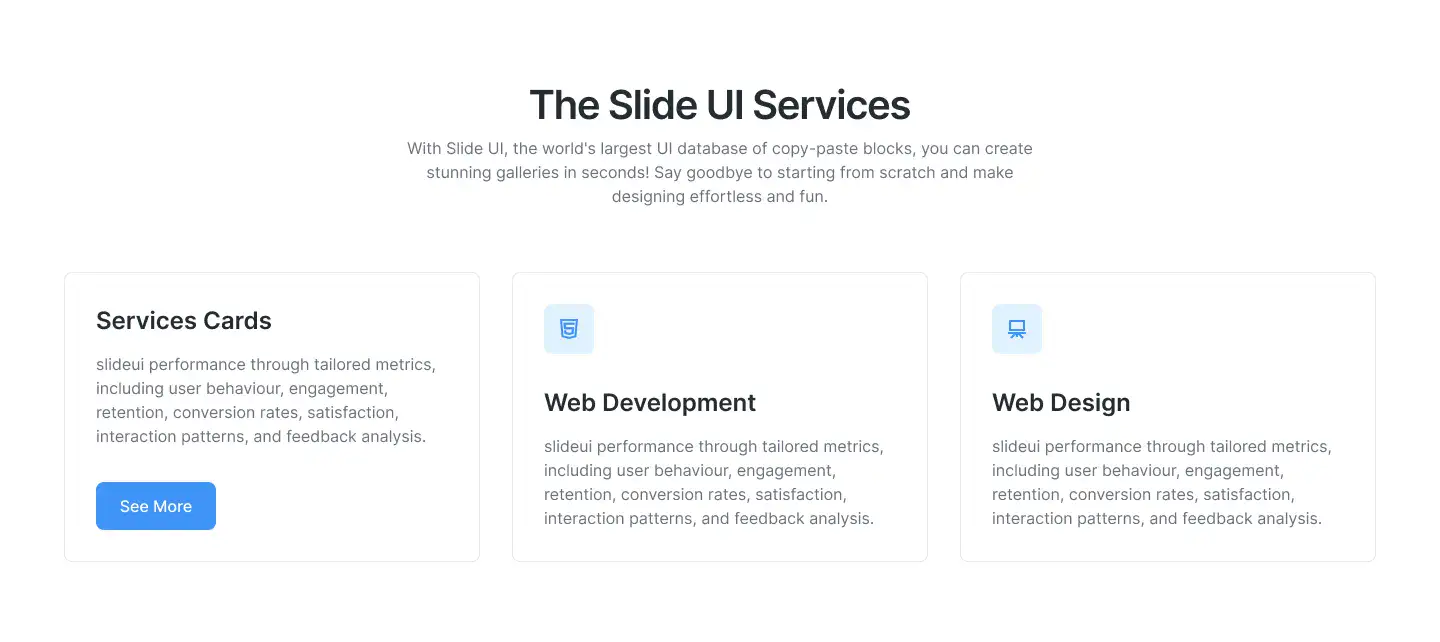 The Slide UI Services
With Slide UI, the world's largest UI database of copy-paste blocks, you can create
stunning galleries in seconds! Say goodbye to starting from scratch and make
designing effortless and fun.
Services Cards
slideui performance through tailored metrics,
including user behaviour, engagement,
retention, conversion rates, satisfaction,
interaction patterns, and feedback analysis.
See More
Web Development
slideui performance through tailored metrics,
including user behaviour, engagement,
retention, conversion rates, satisfaction,
interaction patterns, and feedback analysis.
Web Design
slideui performance through tailored metrics,
including user behaviour, engagement,
retention, conversion rates, satisfaction,
interaction patterns, and feedback analysis.